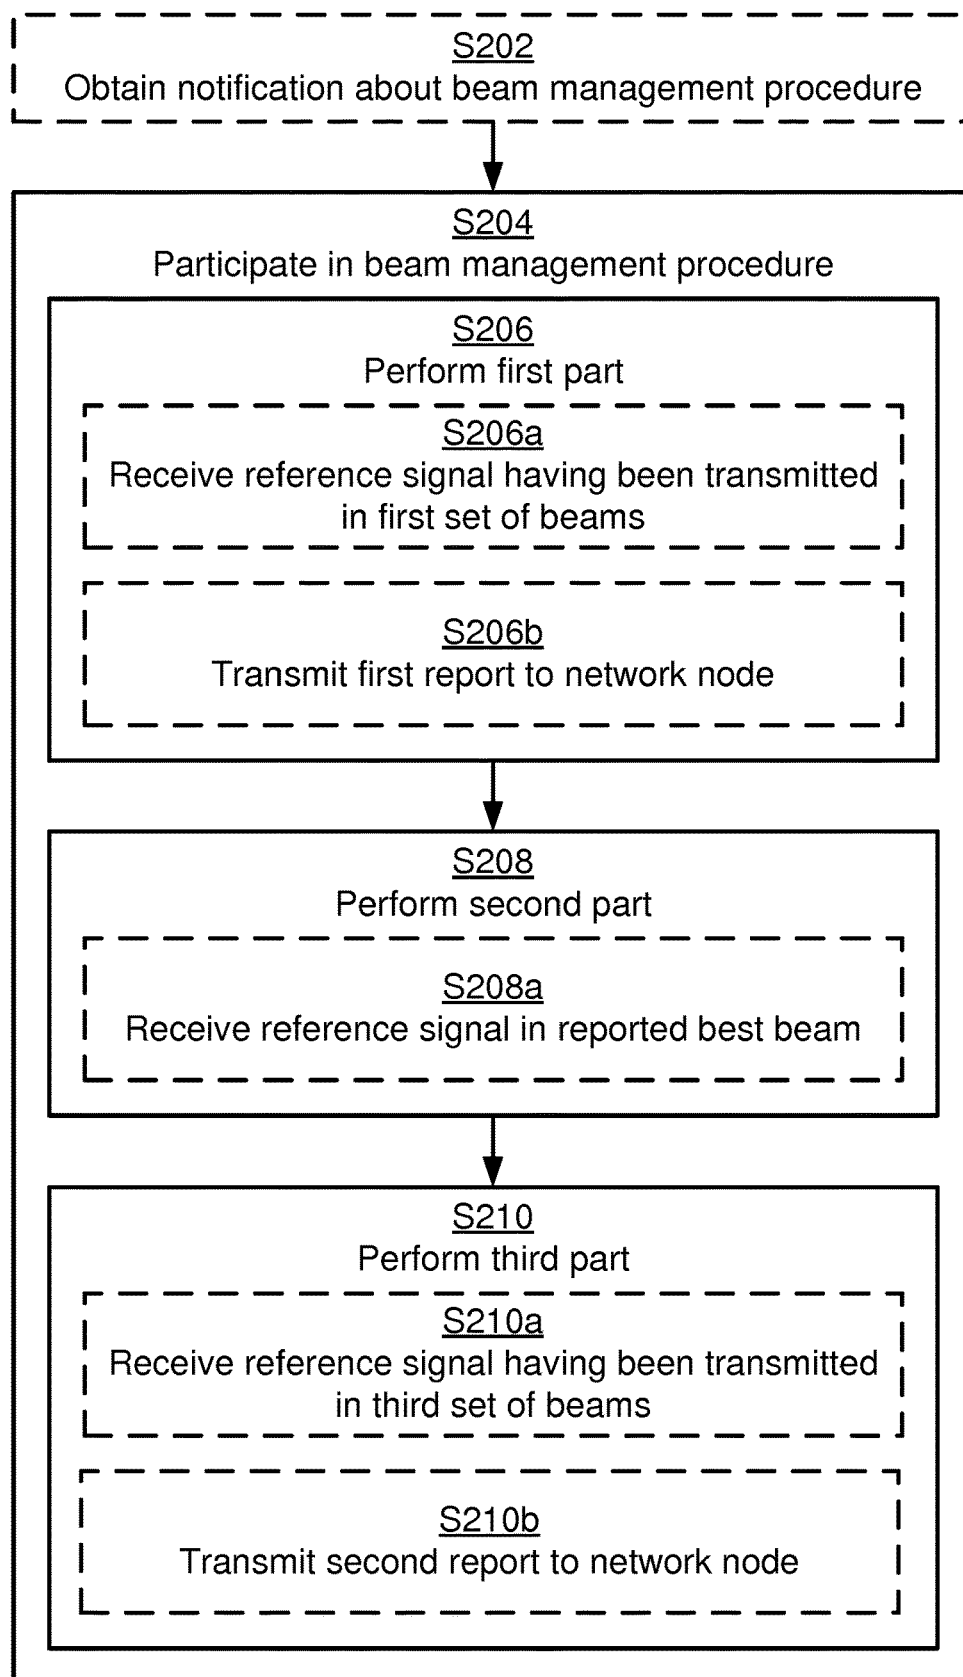 S202
Obtain notification about beam management procedure
S204
Participate in beam management procedure
S206
Perform first part
S206a
Receive reference signal having been transmitted
in first set of beams
S206b
Transmit first report to network node
S208
Perform second part
S208a
Receive reference signal in reported best beam
S210
Perform third part
S210a
Receive reference signal having been transmitted
in third set of beams
S210b
Transmit second report to network node